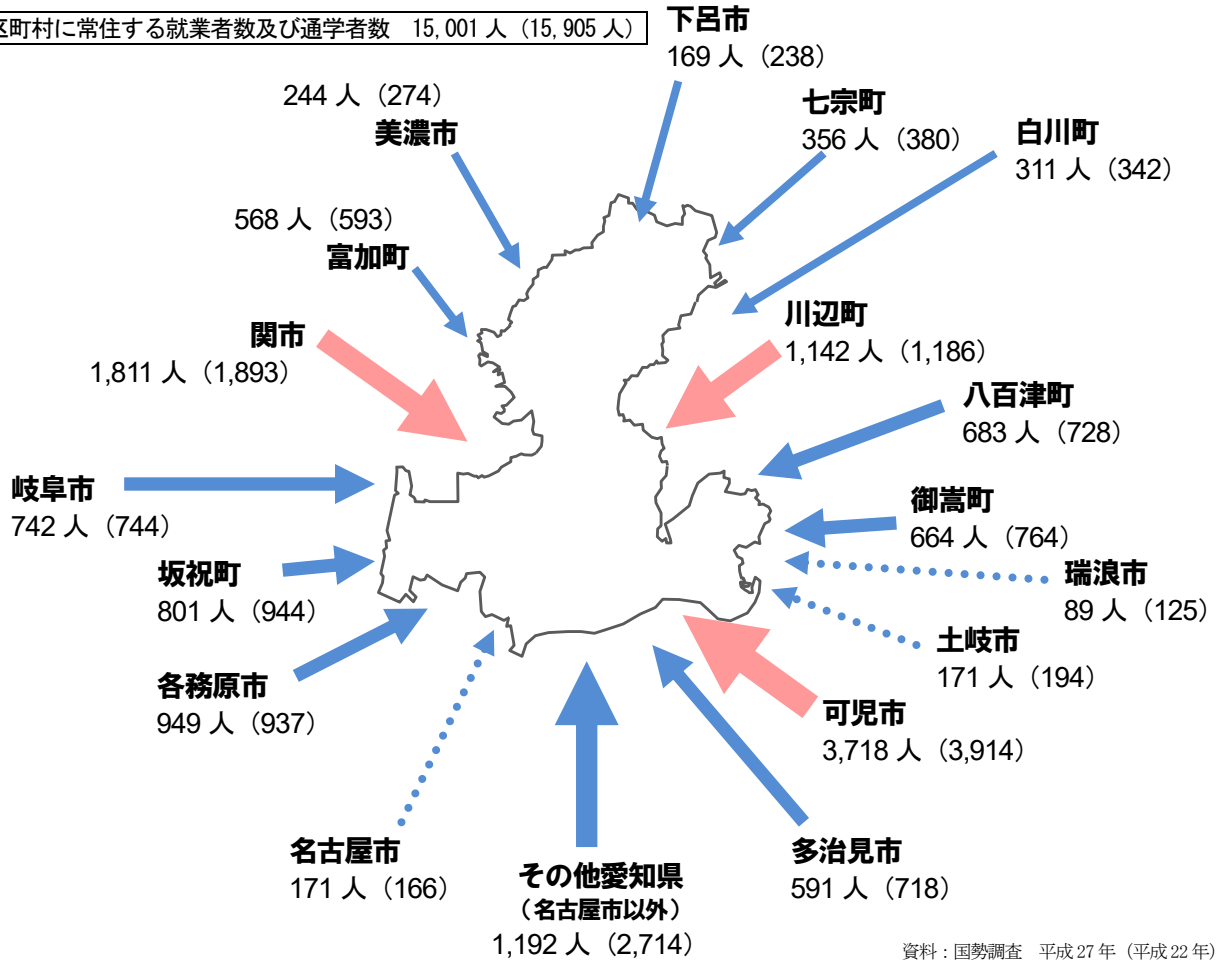 区町村に常住する就業者数及び通学者数 15,001 人（15,905 人）
下呂市
169 人（238）
244 人（274）
美濃市
七宗町
356 人（380）
白川町
311 人（342）
568 人（593）
富加町
関市
1,811 人（1,893）
川辺町
1,142 人（1,186）
八百津町
683 人（728）
岐阜市
742 人（744）
御嵩町
664 人（764）
坂祝町
801 人（944）
瑞浪市
89 人（125）
土岐市
171 人（194）
各務原市
949 人（937）
可児市
3,718 人（3,914）
名古屋市
171 人（166）
その他愛知県
（名古屋市以外）
1,192 人（2,714）
多治見市
591 人（718）
資料：国勢調査 平成 27 年（平成 22 年）